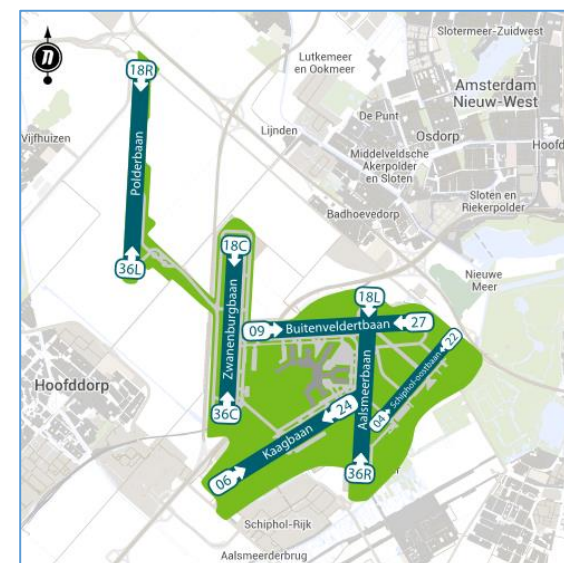 Slotermeer-Zuidwest
n
Lutkemeer
en Ookmeer
18R
Amsterdam
Nieuw-West
De Punt
Vijfhuizen
Lijnden
Osdorp
Polderbaan
Middelveldsche
Akerpolder
en Sloten
Sloten en
Riekerpolder
Badhoevedorp
18C
36L
Nieuwe
Meer
18L
09
Buitenveldertbaan
27
Zwanenburgbaan
22
Schiphol-oostbaan
Hoofddorp
Aalsmeerbaan
24
36C
04
Kaagbaan
06
36R
Schiphol-Rijk
Aalsmeerderbrug